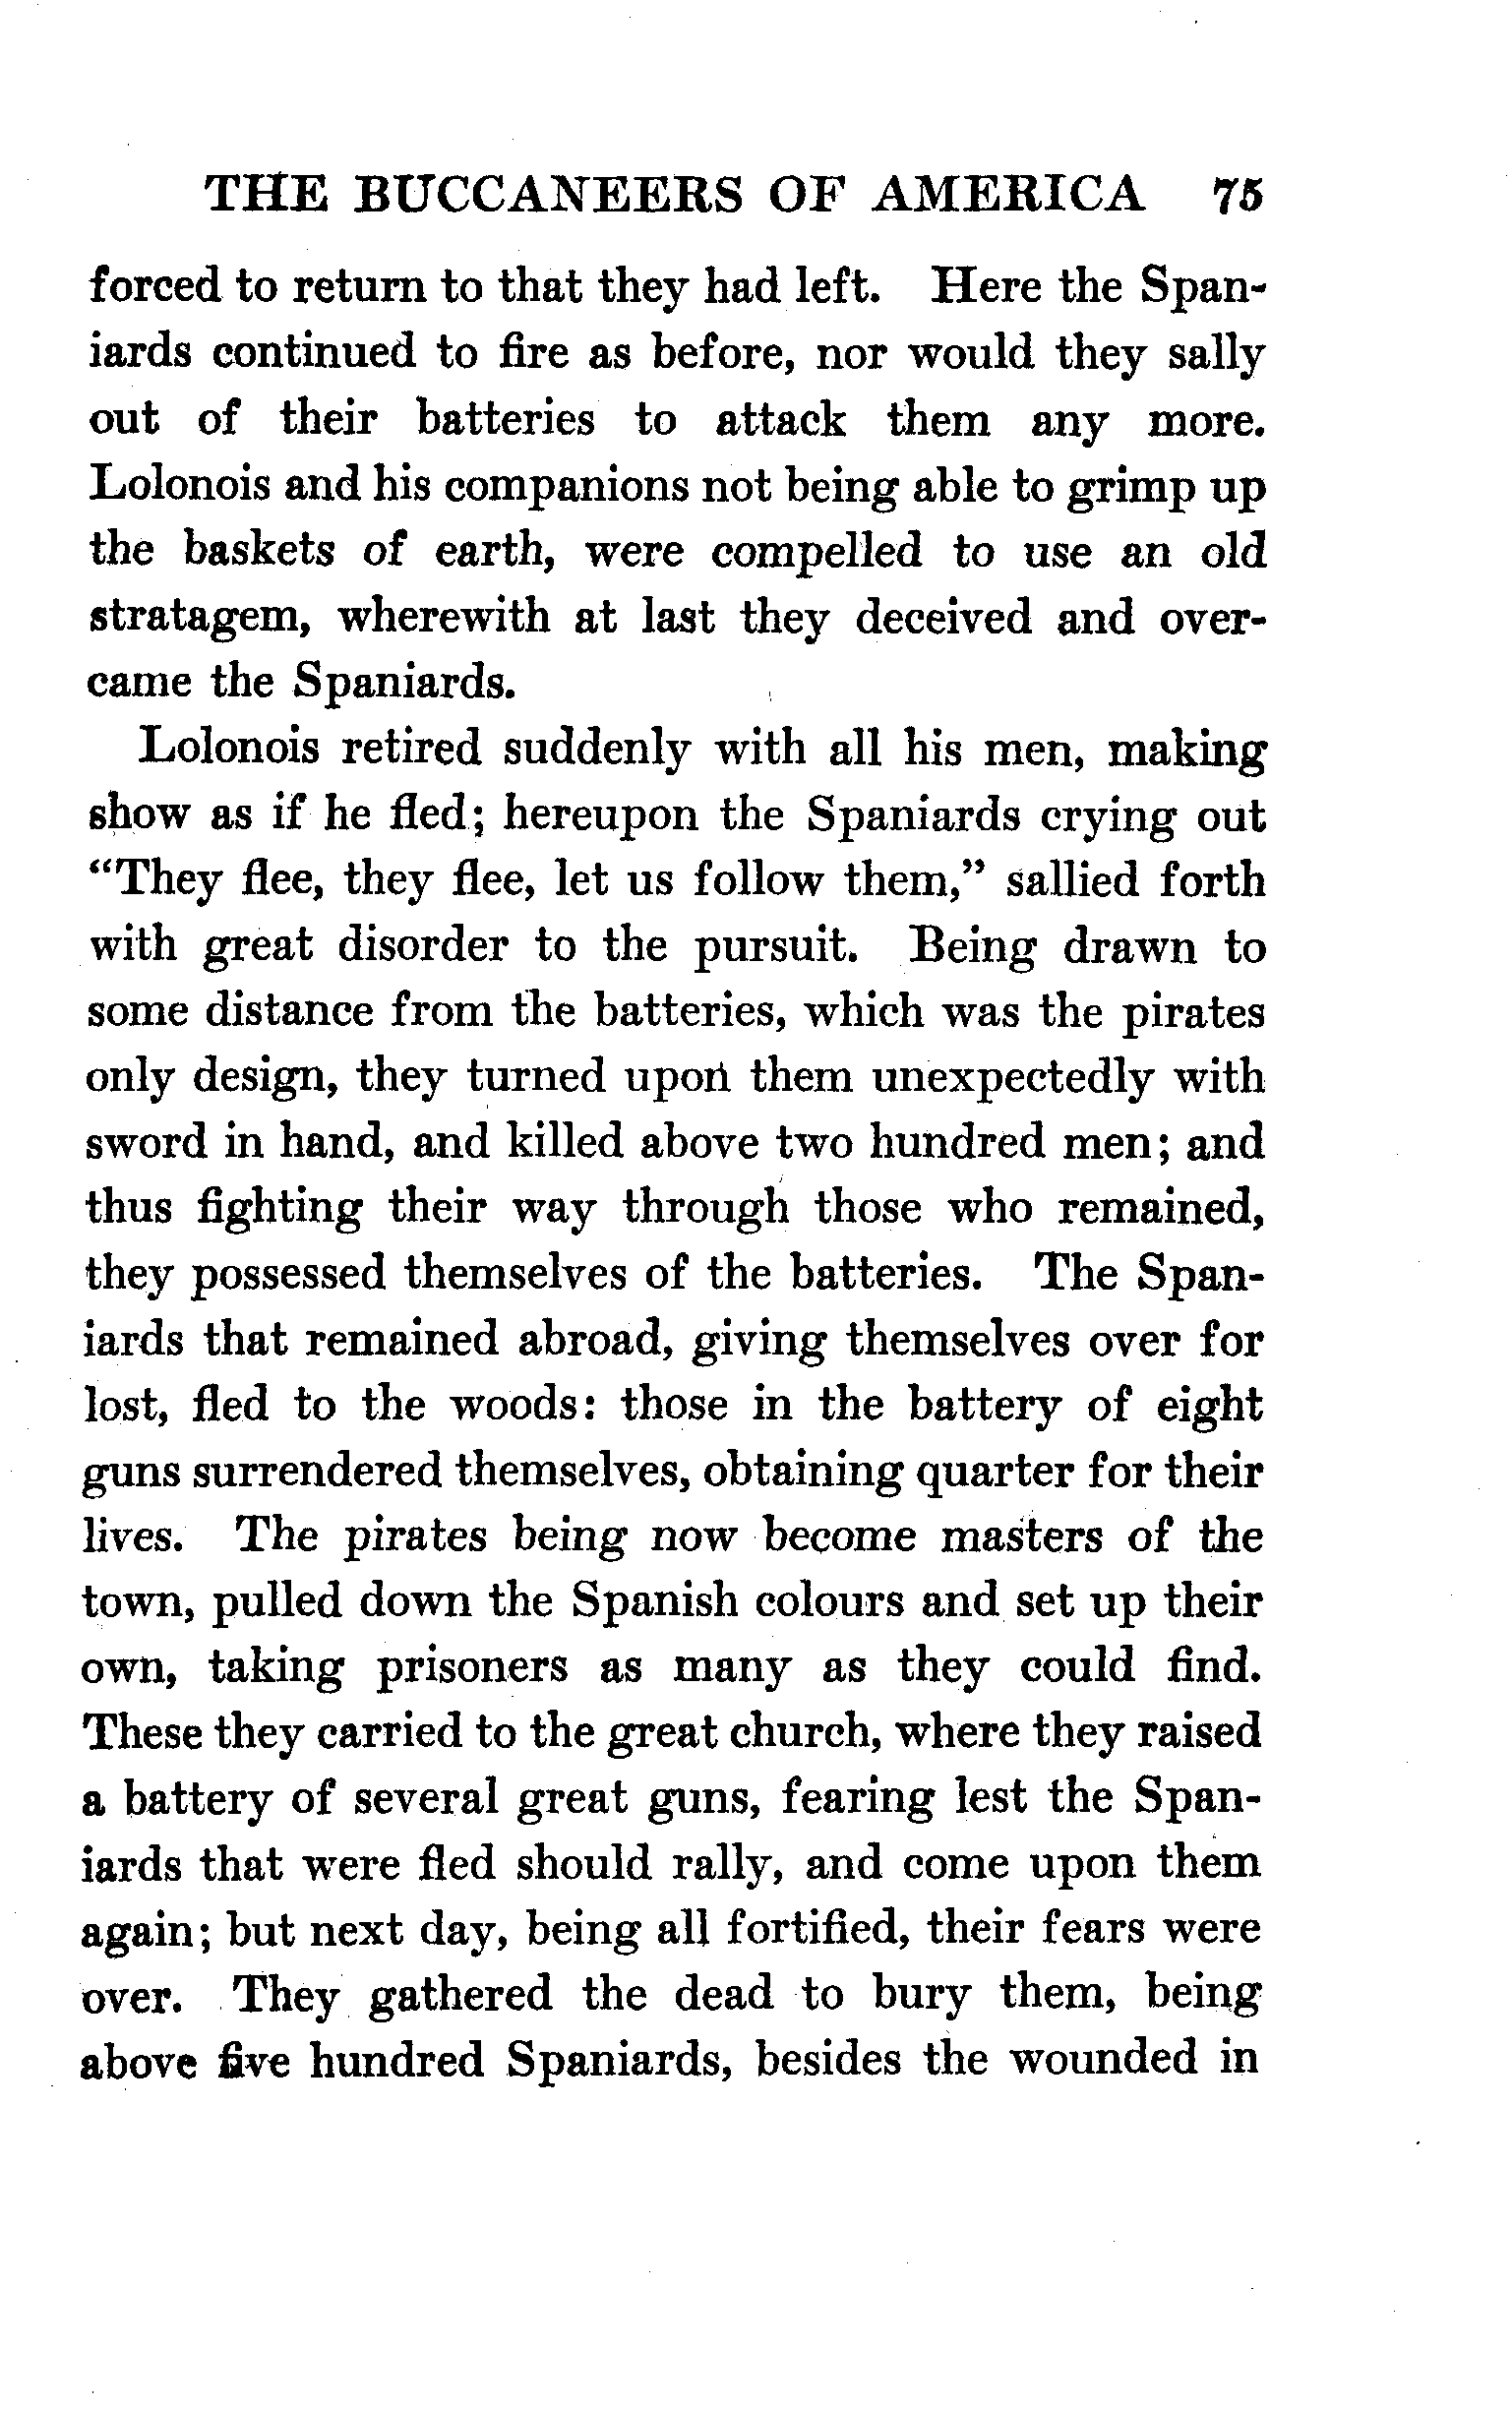 THE BUCCANEERS OF AMERICA 75
forced to return to that they had left. Here the Span-
iards continued to fire as before, nor would they sally
out of their batteries to attack them any more.
Lolonois and his companions not being able to grimp up
the baskets of earth, were compelled to use an old
stratagem, wherewith at last they deceived and over-
came the Spaniards.
Lolonois retired suddenly with all his men, making
show as if he fled; hereupon the Spaniards crying out
“They flee, they flee, let us follow them,” sallied forth
with great disorder to the pursuit. Being drawn to
some distance from the batteries, which was the pirates
only design, they turned upon them unexpectedly with
sword in hand, and killed above two hundred men; and
thus fighting their way through those who remained,
they possessed themselves of the batteries. The Span-
iards that remained abroad, giving themselves over for
lost, fled to the woods: those in the battery of eight
guns surrendered themselves, obtaining quarter for their
lives. The pirates being now become masters of the
town, pulled down the Spanish colours and set up their
own, taking prisoners as many as they could find.
These they carried to the great church, where they raised
a battery of several great guns, fearing lest the Span-
iards that were fled should rally, and come upon them
again; but next day, being all fortified, their fears were
over. They gathered the dead to bury them, being
above five hundred Spaniards, besides the wounded in